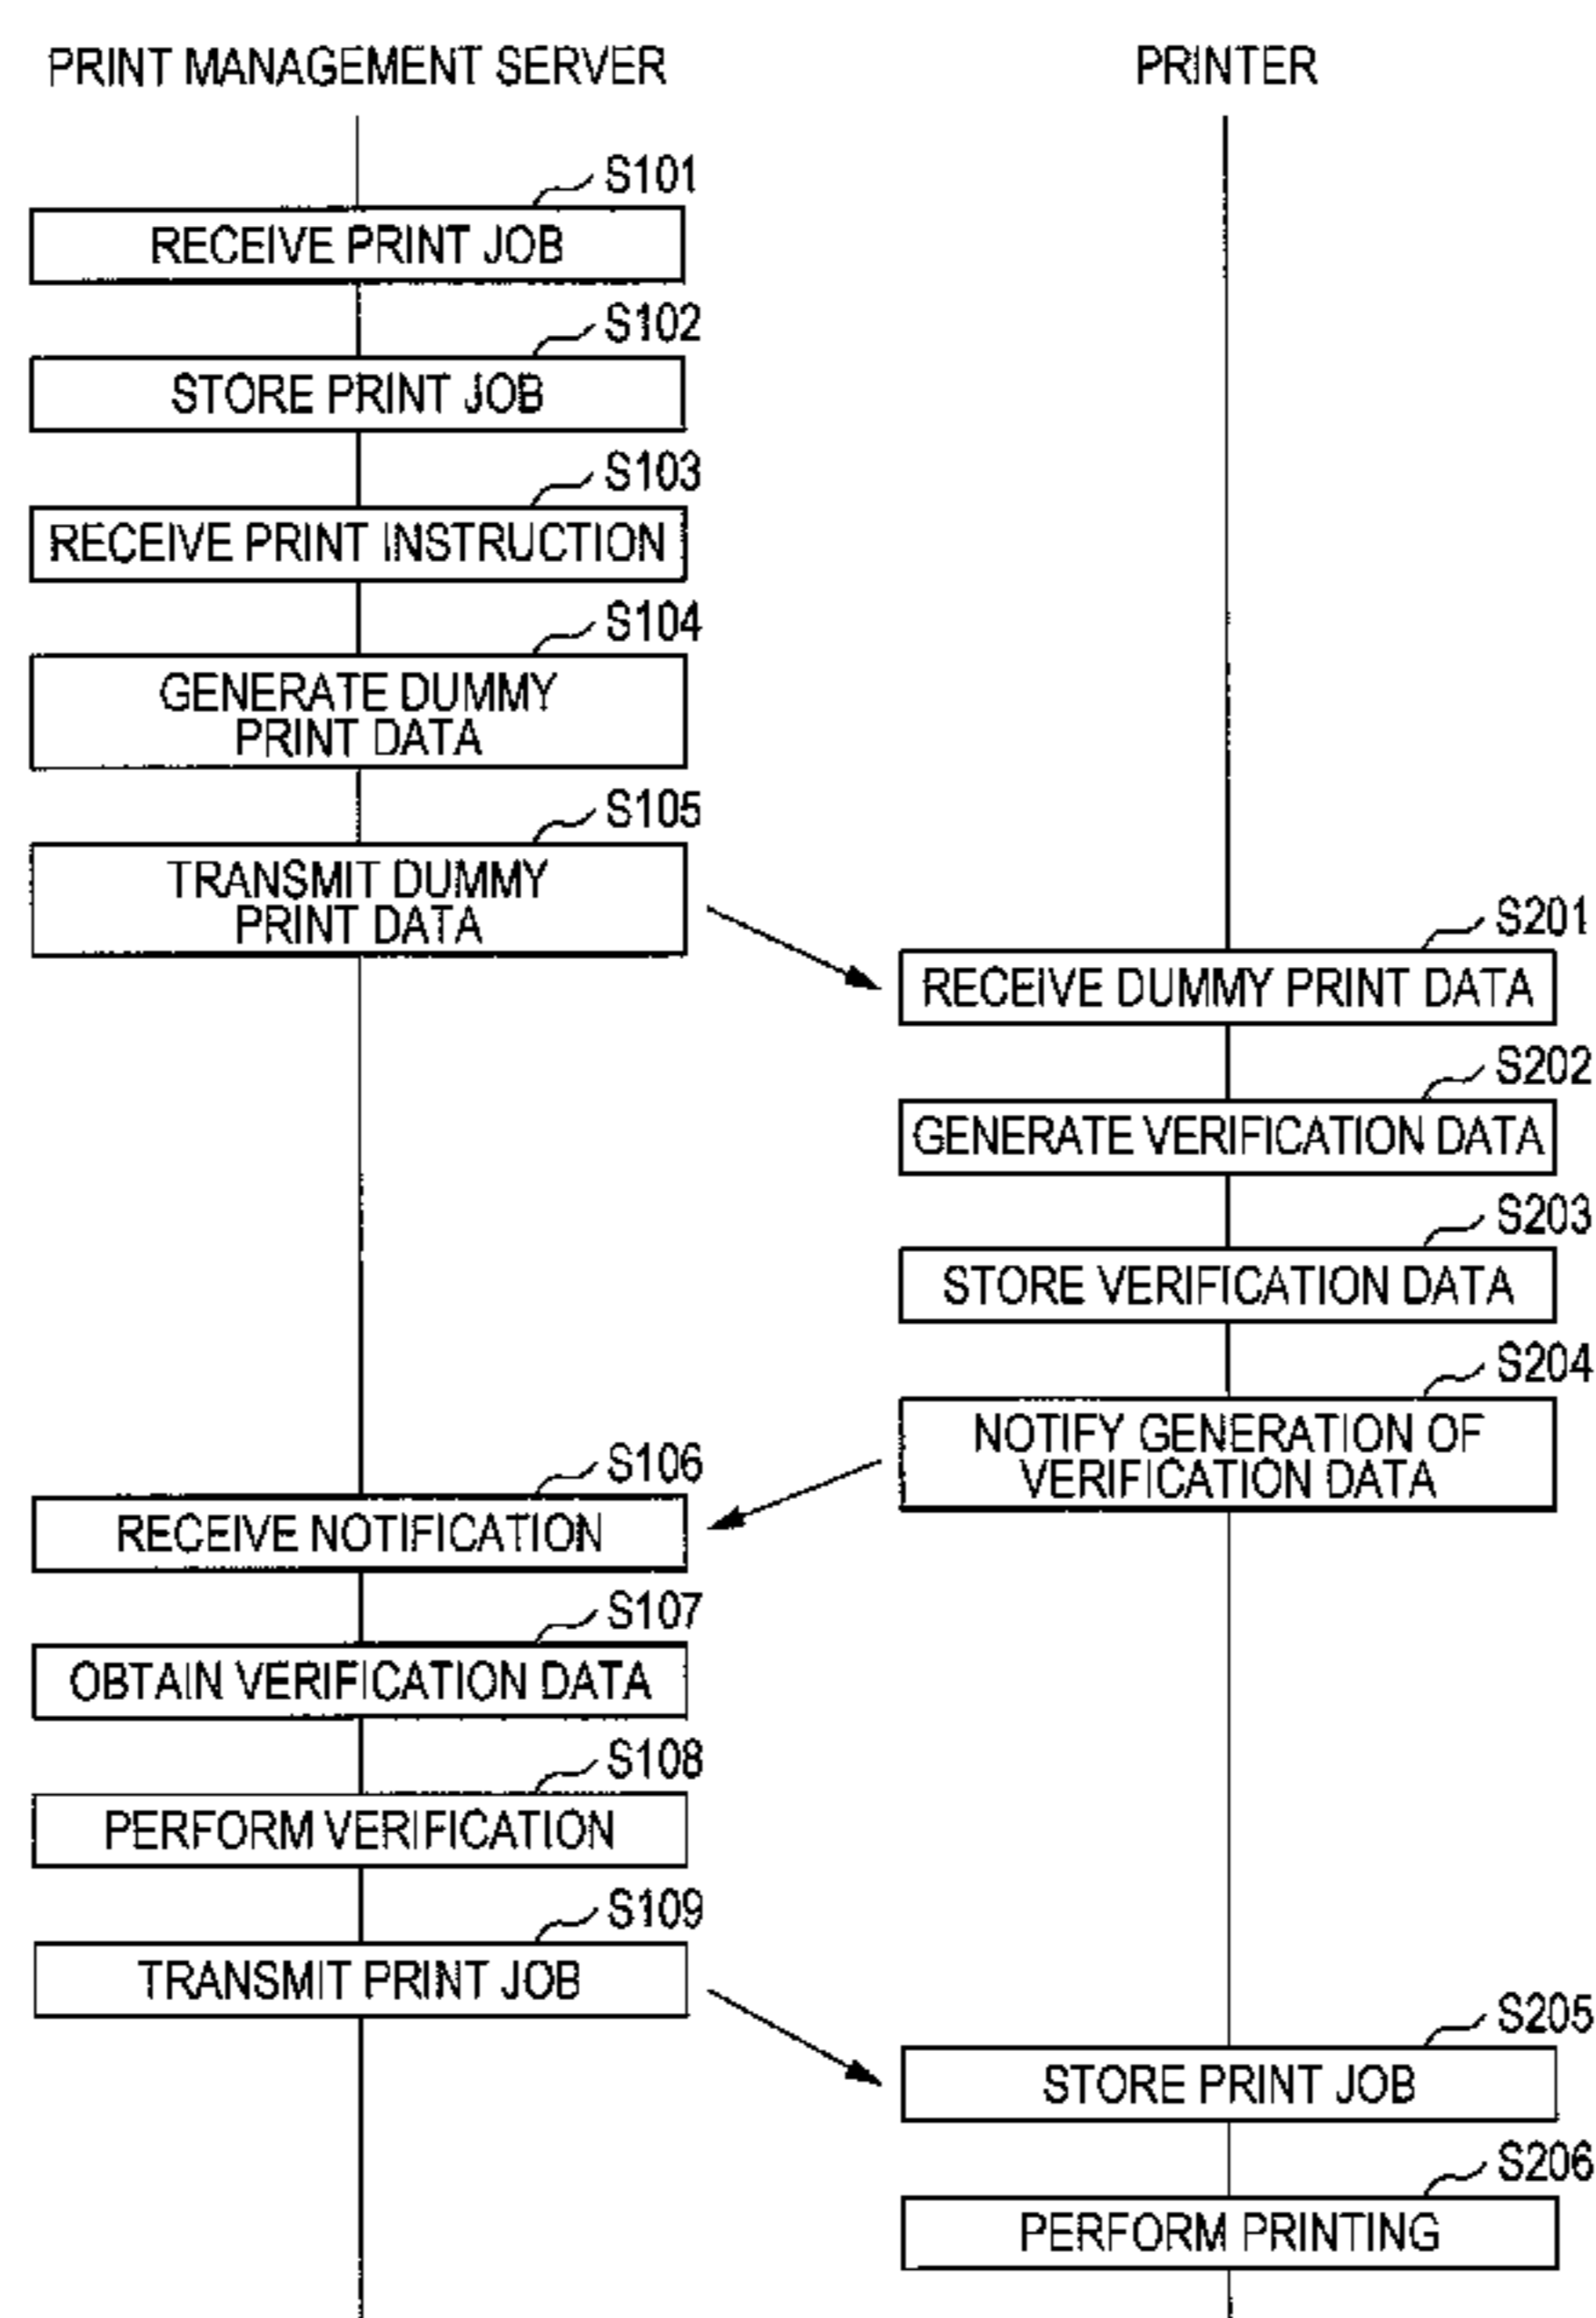 PRINT MANAGEMENT SERVER
PRINTER
S101
RECEIVE PRINT JOB
S102
STORE PRINT JOB
S103
RECEIVE PRINT INSTRUCTION
S104
GENERATE DUMMY
PRINT DATA
S105
TRANSMIT DUMMY
PRINT DATA
S201
RECEIVE DUMMY PRINT DATA
S202
GENERATE VERIFICATION DATA
S203
STORE VERIFICATION DATA
S204
NOTIFY GENERATION OF
VERIFICATION DATA
S106
RECEIVE NOTIFICATION
S107
OBTAIN VERIFICATION DATA
S108
PERFORM VERIFICATION
S109
TRANSMIT PRINT JOB
S205
STORE PRINT JOB
S206
PERFORM PRINTING